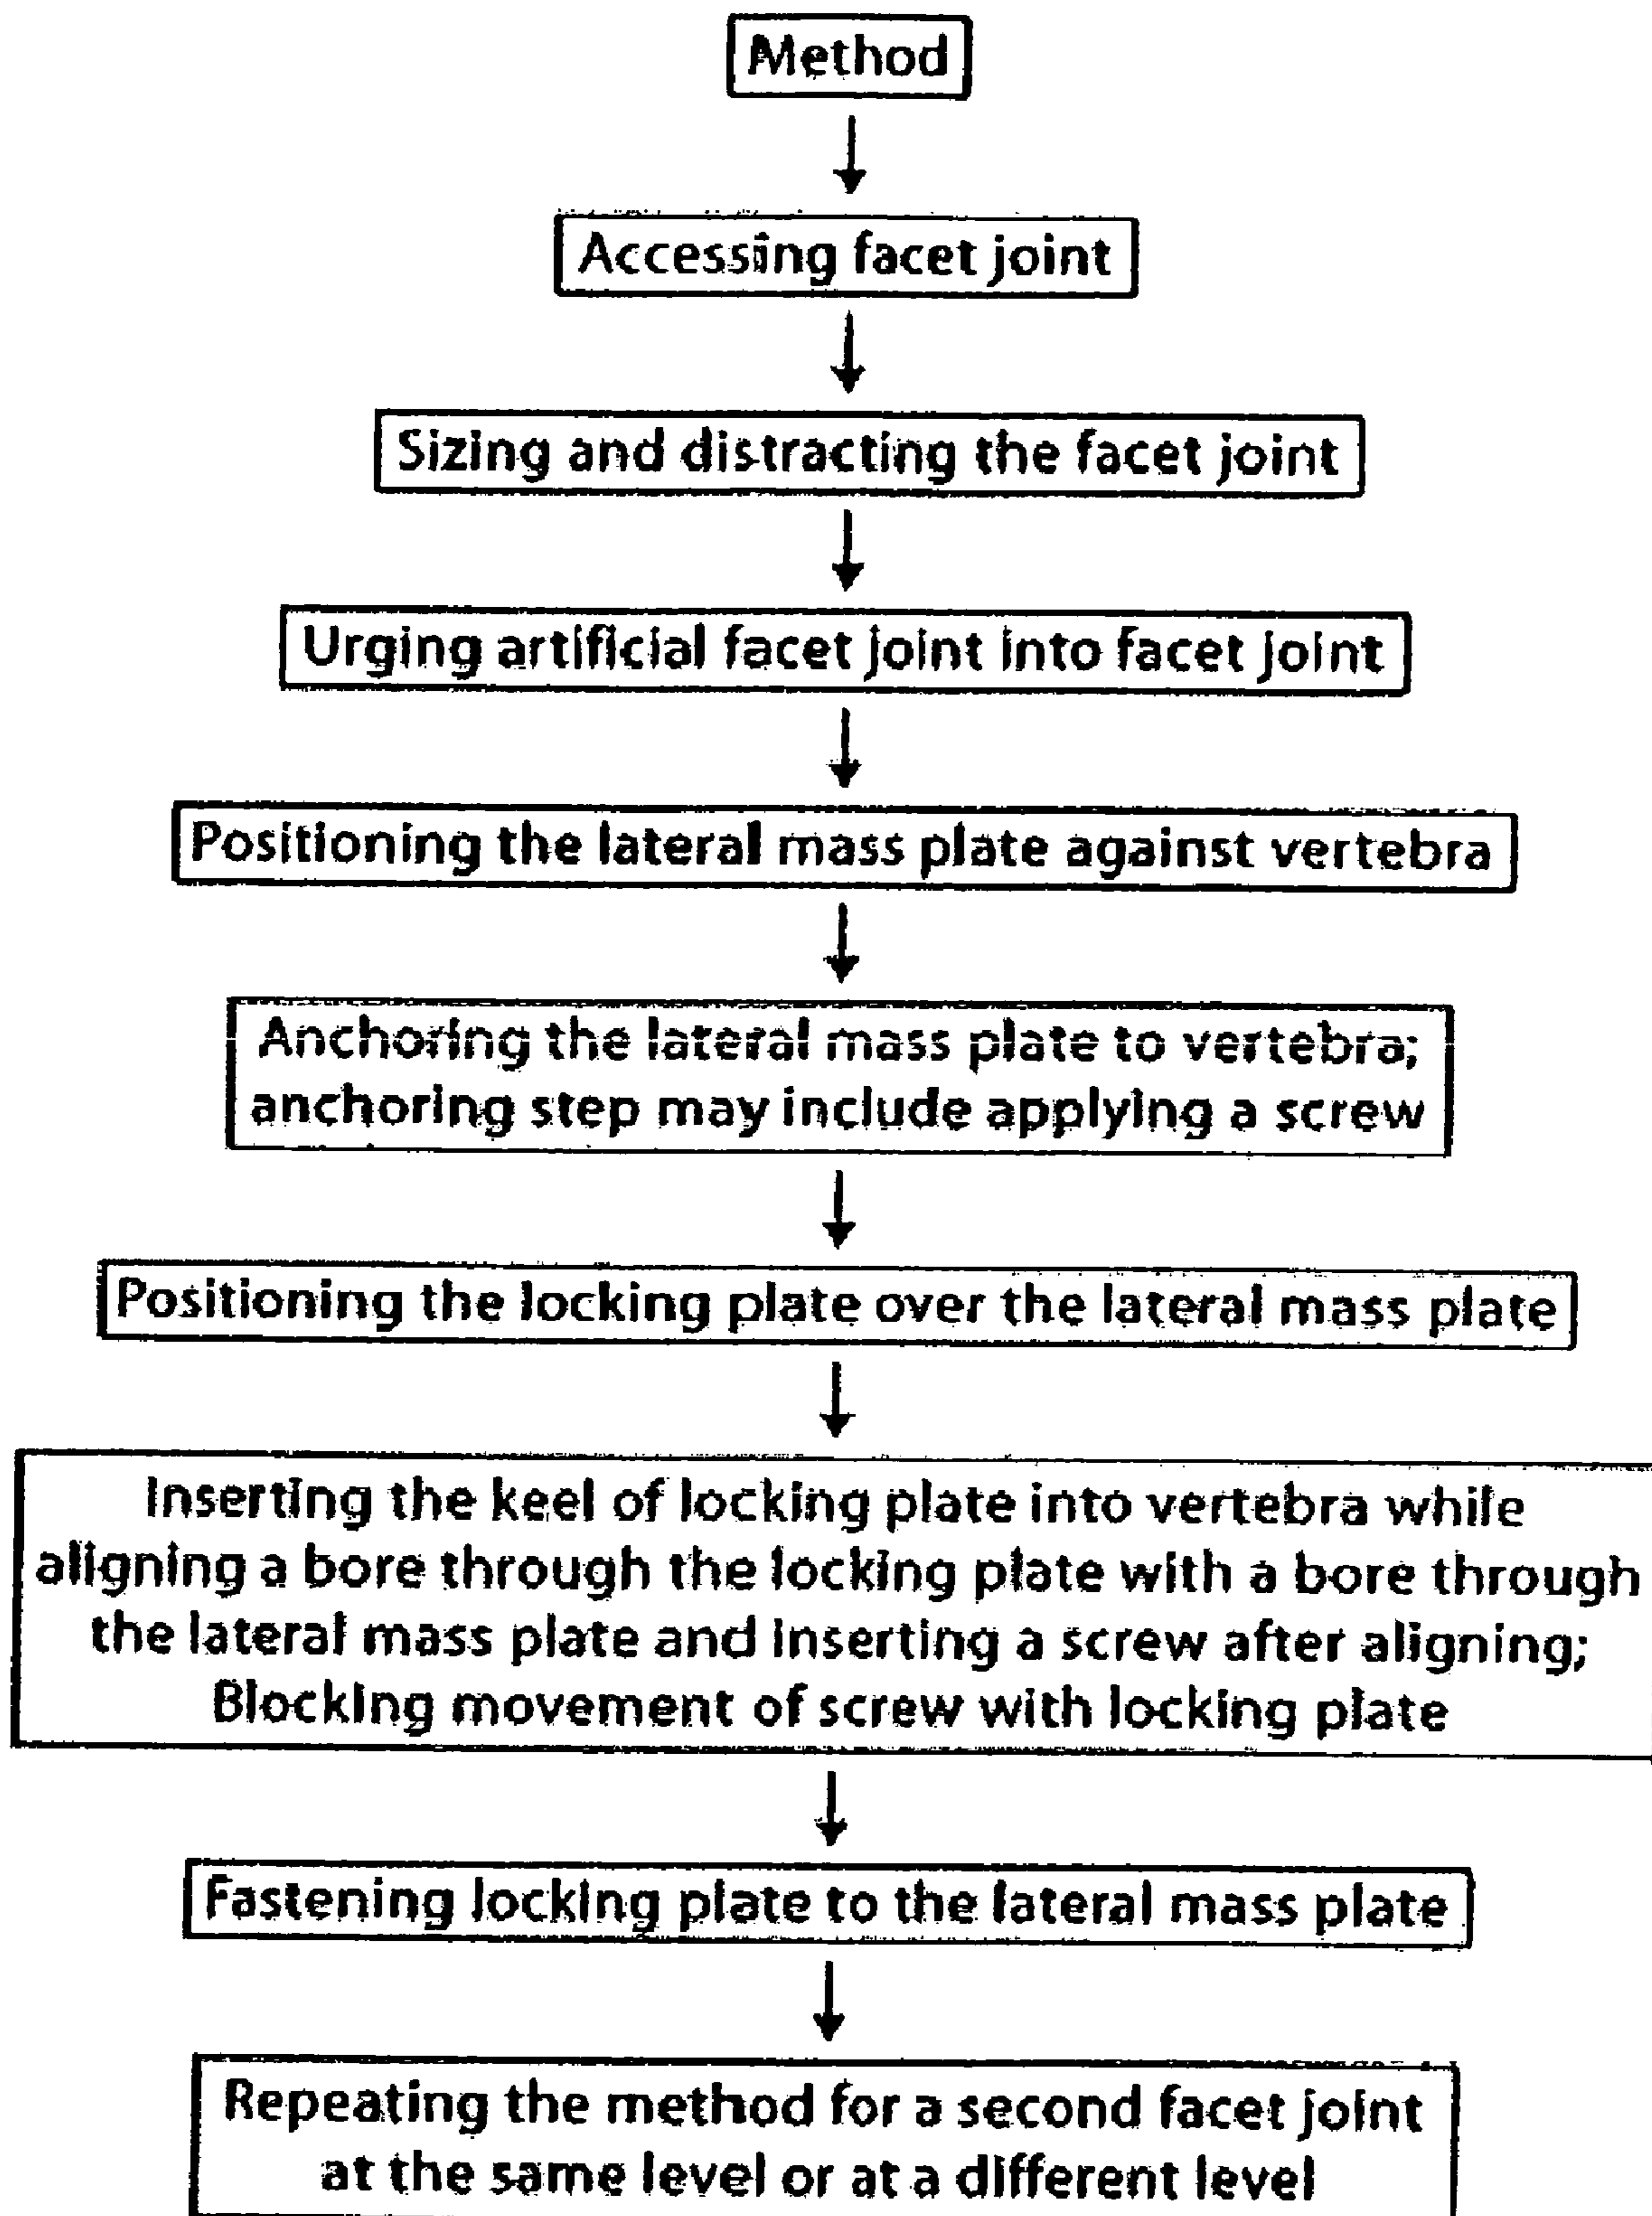 Method
Accessing facet joint
Sizing and distracting the facet joint
Urging artificial facet joint into facet joint
Positioning the lateral mass plate against vertebra
Anchoring the lateral mass plate to vertebra;
anchoring step may include applying a screw
Positioning the locking plate over the lateral mass plate
Inserting the keel of locking plate into vertebra while
aligning a bore through the locking plate with a bore through
the lateral mass plate and inserting a screw after aligning;
Blocking movement of screw with locking plate
Fastening locking plate to the lateral mass plate
Repeating the method for a second facet joint
at the same level or at a different level